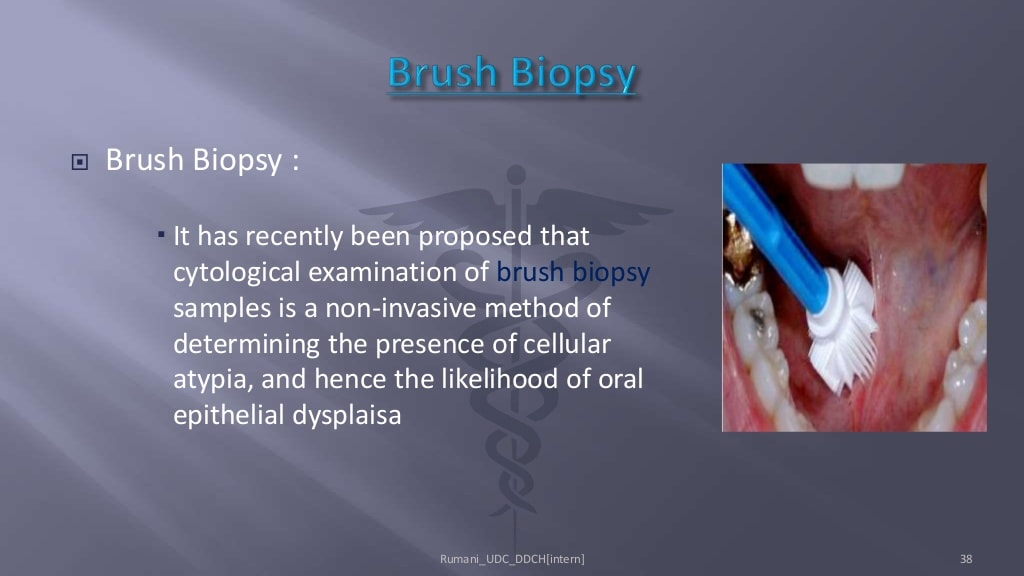 Brush Biopsy
Brush Biopsy :
It has recently been proposed that
cytological examination of brush biopsy
samples is a non-invasive method of
determining the presence of cellular
atypia, and hence the likelihood of oral
epithelial dysplaisa
Rumani_UDC_DDCH[intern]
38